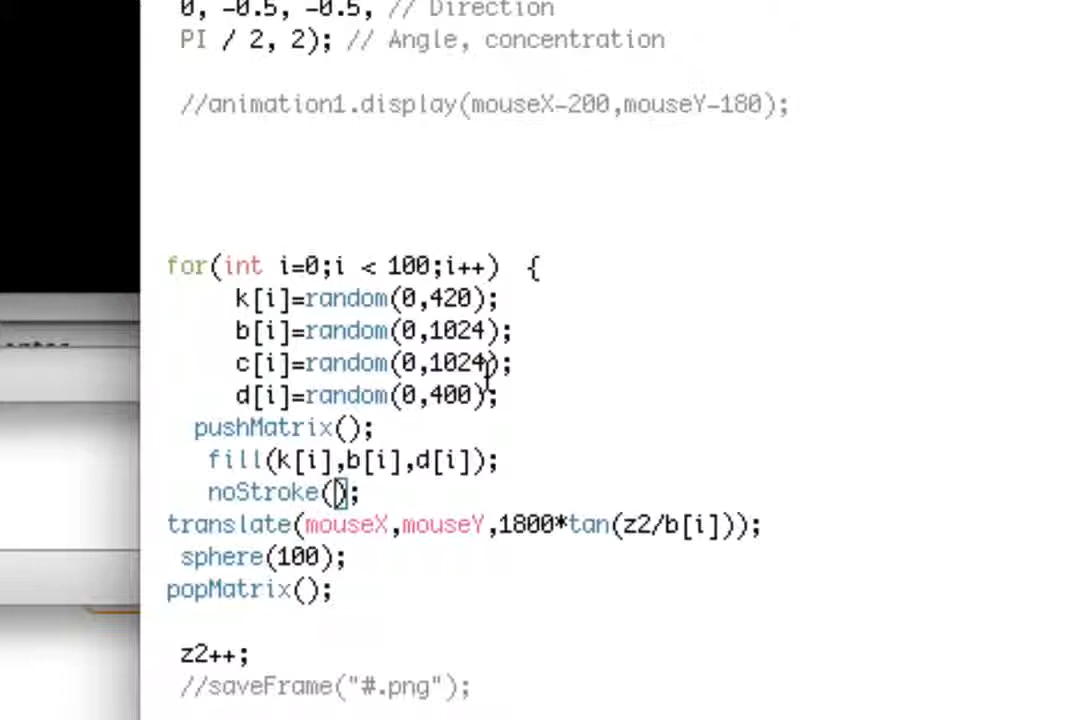 0, -0.5, -0.5, // Direction
PI / 2, 2); // Angle, concentration
//animation1.display(mouseX-200,mouseY-180);
for(int i=0;i < 100;i++) {
k[i]=random(0,420);
b[i]=random(0,1024);
c[i]=random(0,1024);
d[i]=random(0,400);
pushMatrix();
fill(k[i],b[i],d[i]);
noStroke();
translate(mouseX,mouseY,1800*tan(z2/b[i]));
sphere(100);
popMatrix();
z2++;
//saveFrame("#.png");